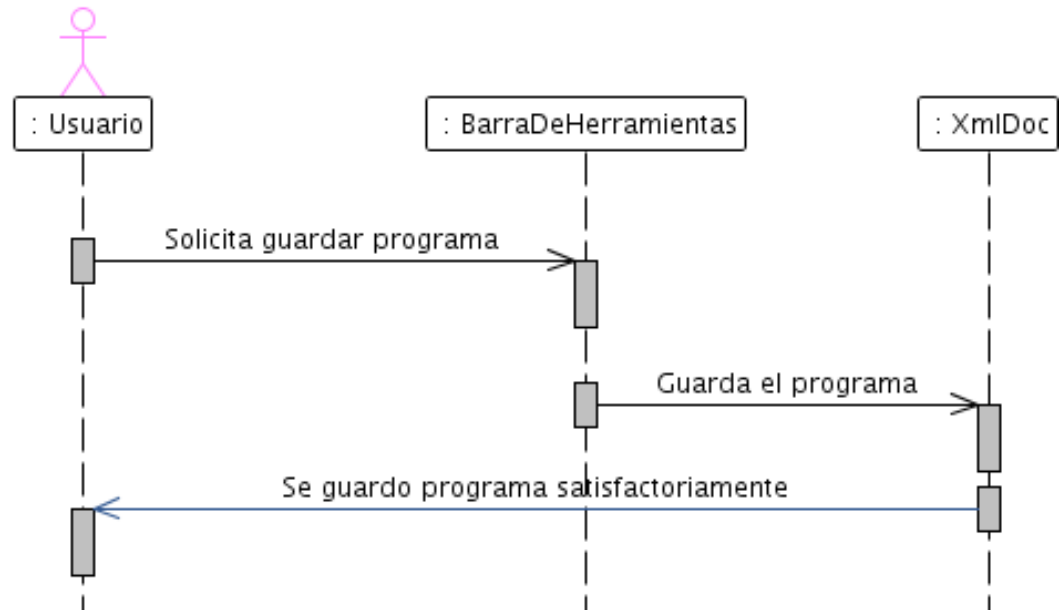 : Usuario
: BarraDeHerramientas
: XmlDoc
Solicita guardar programa
Guarda el programa
Se guardo programa satisfactoriamente